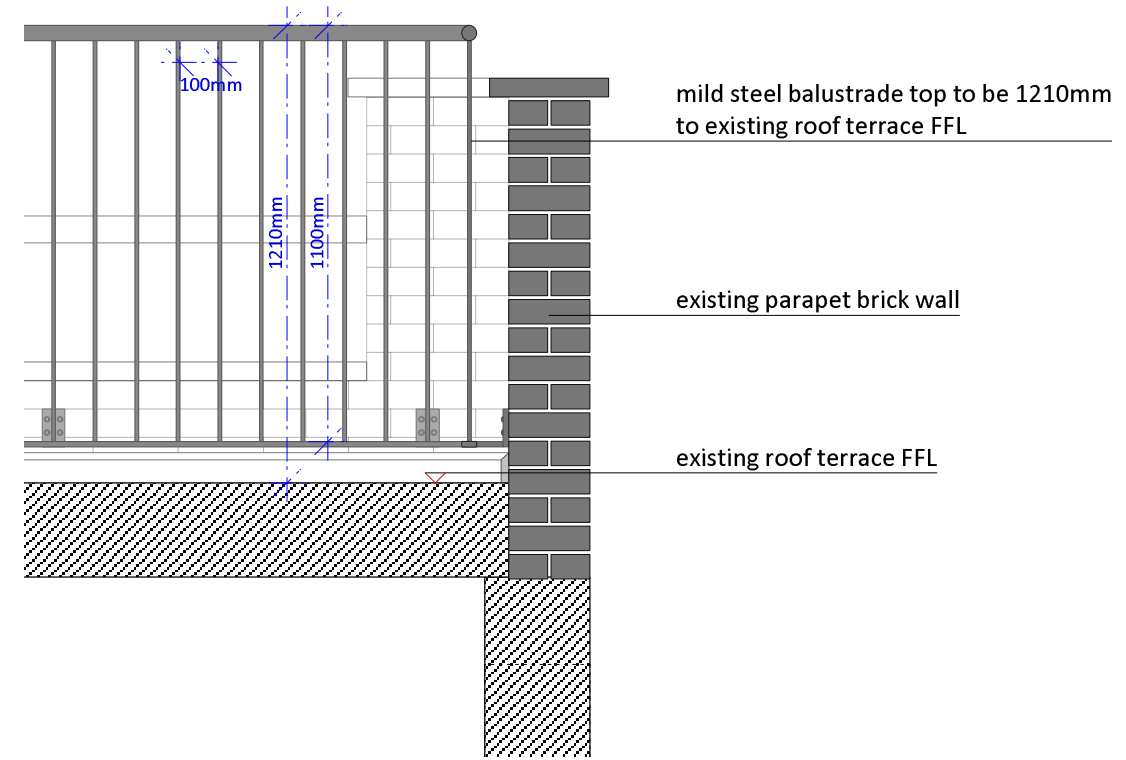 100mm
mild steel balustrade top to be 1210mm
to existing roof terrace FFL
1210mm
1100mm
existing parapet brick wall
existing roof terrace FFL